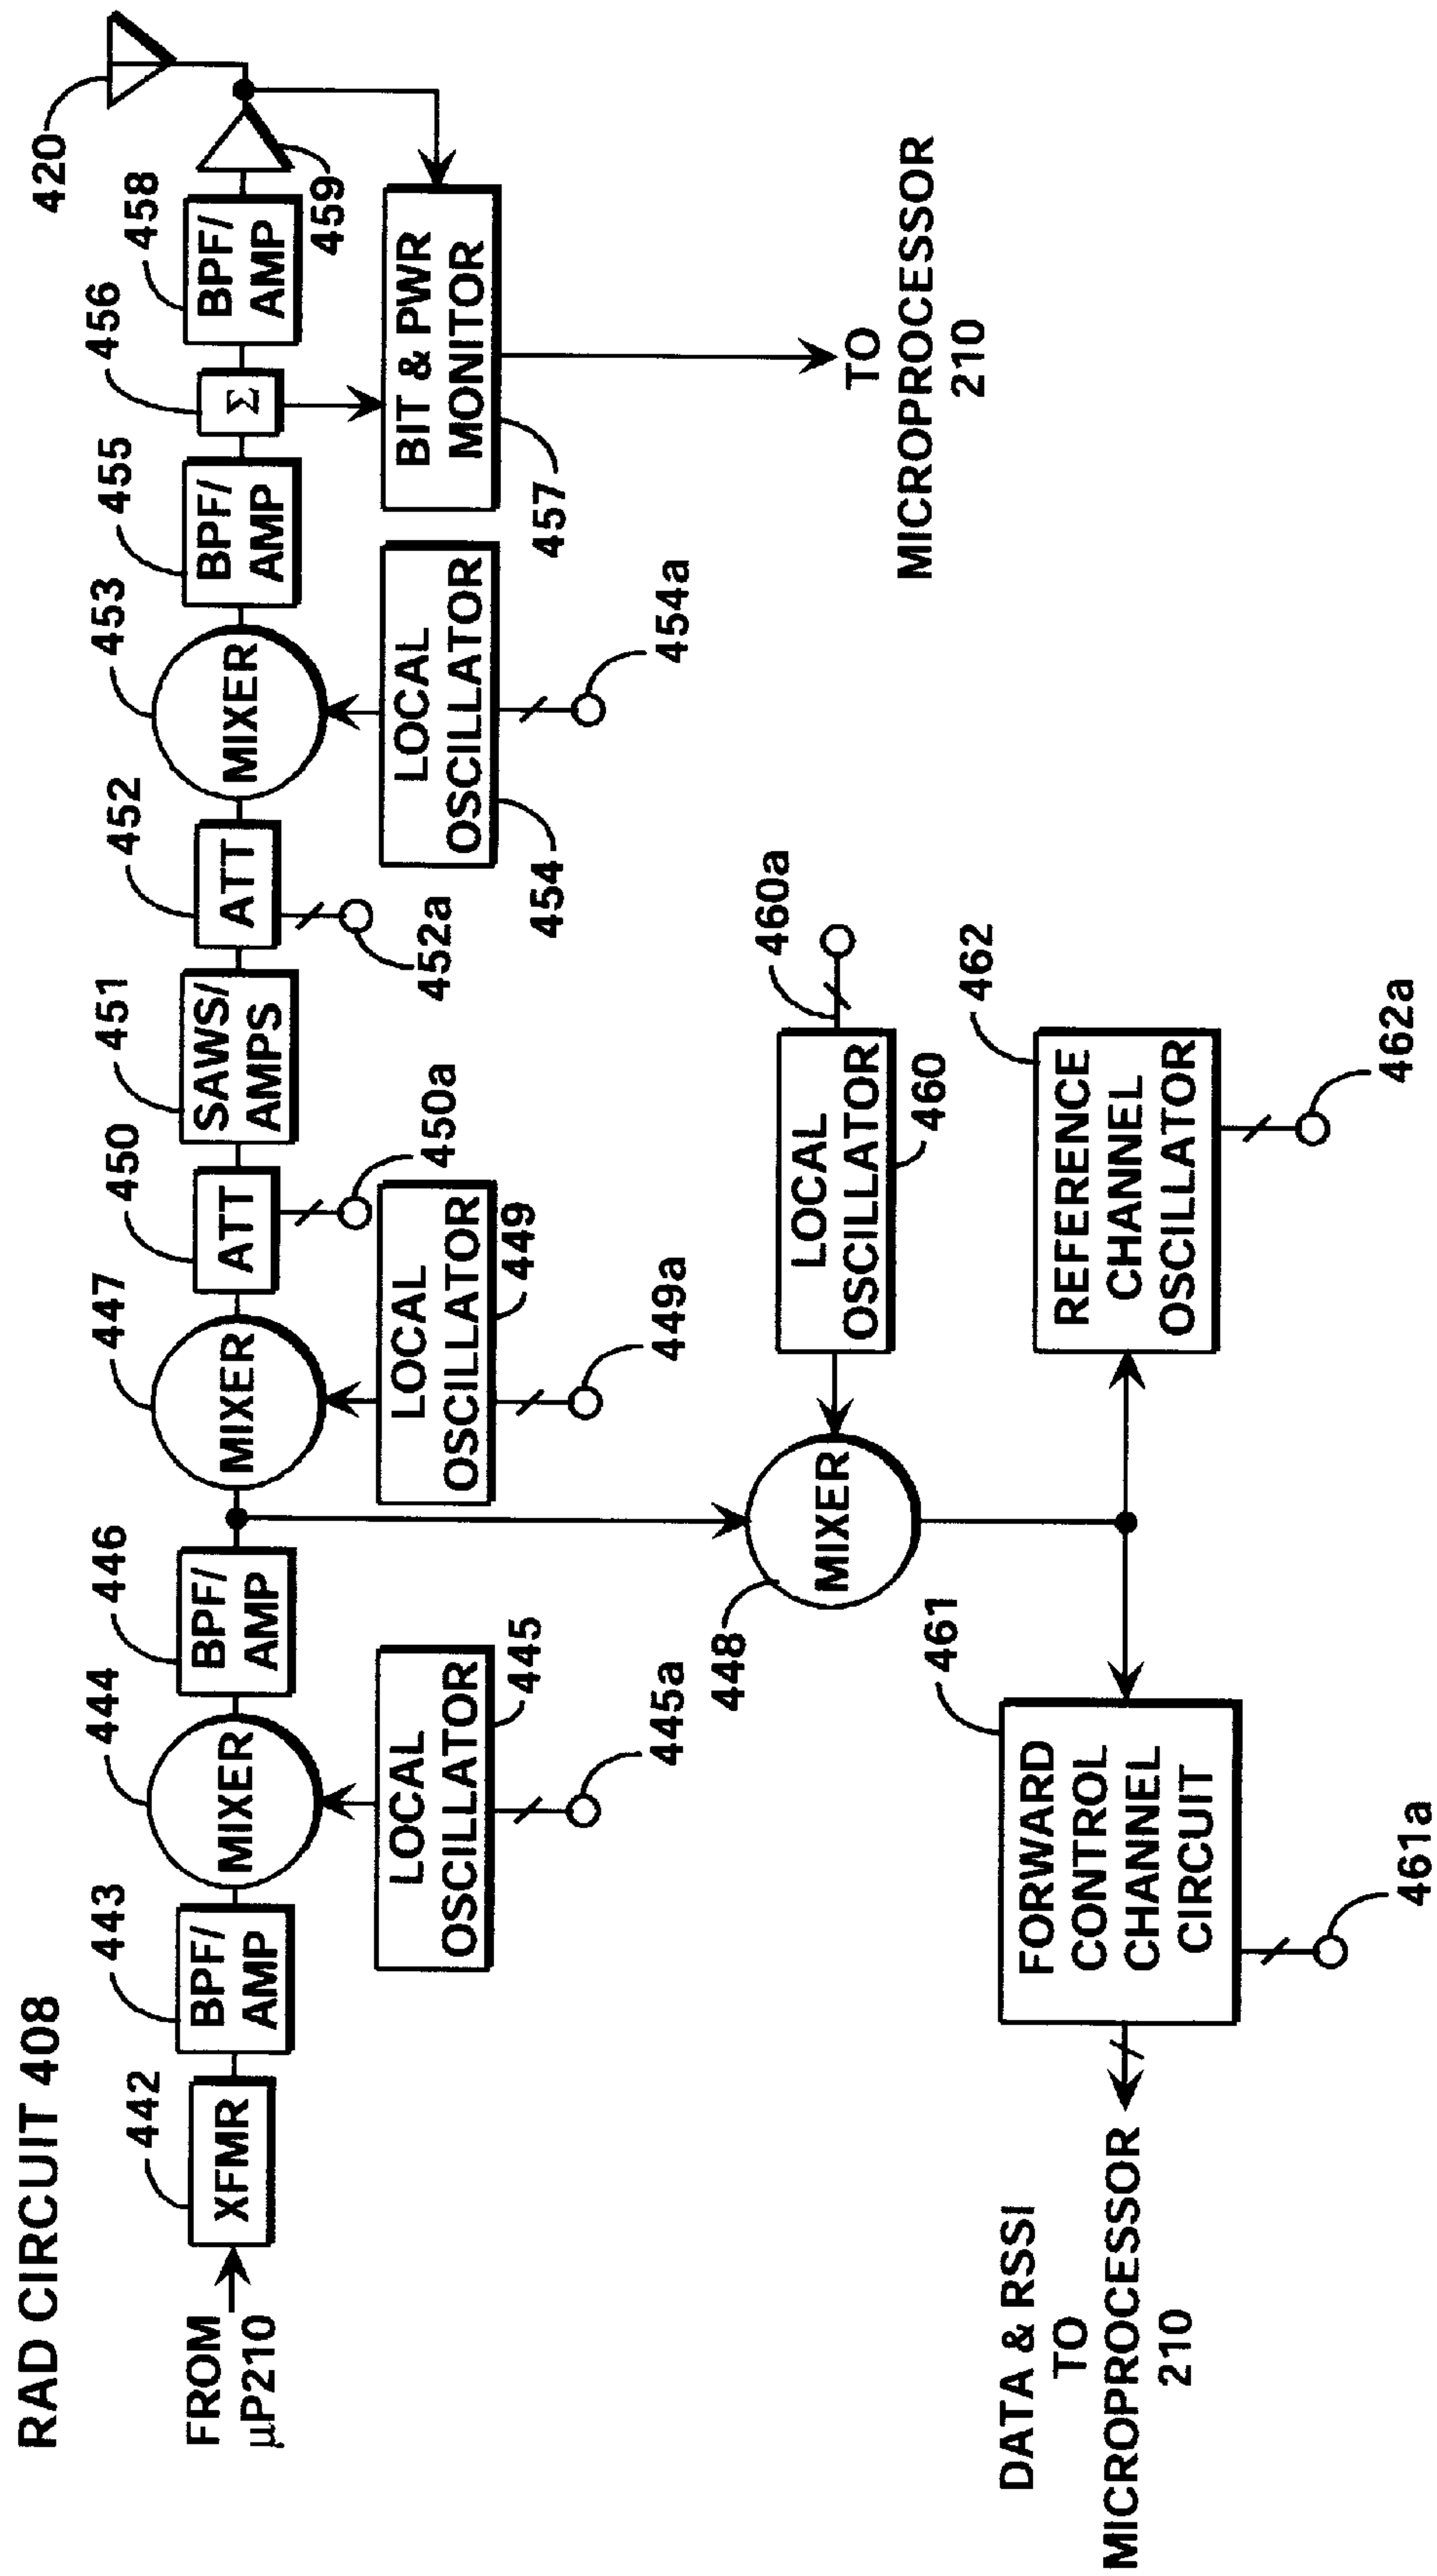 RAD CIRCUIT 408
FROM
µP210
442
XFMR
443
BPF/
AMP
444
MIXER
LOCAL
OSCILLATOR
445
445a
446
BPF/
AMP
447
MIXER
LOCAL
OSCILLATOR
449
449a
450
ATT
450a
451
SAWS/
AMPS
452
ATT
452a
453
MIXER
LOCAL
OSCILLATOR
454
454a
455
BPF/
AMP
456
Σ
458
BPF/
AMP
459
420
BIT & PWR
MONITOR
457
TO
MICROPROCESSOR
210
448
MIXER
LOCAL
OSCILLATOR
460
460a
461
FORWARD
CONTROL
CHANNEL
CIRCUIT
461a
462
REFERENCE
CHANNEL
OSCILLATOR
462a
DATA & RSSI
TO
MICROPROCESSOR
210